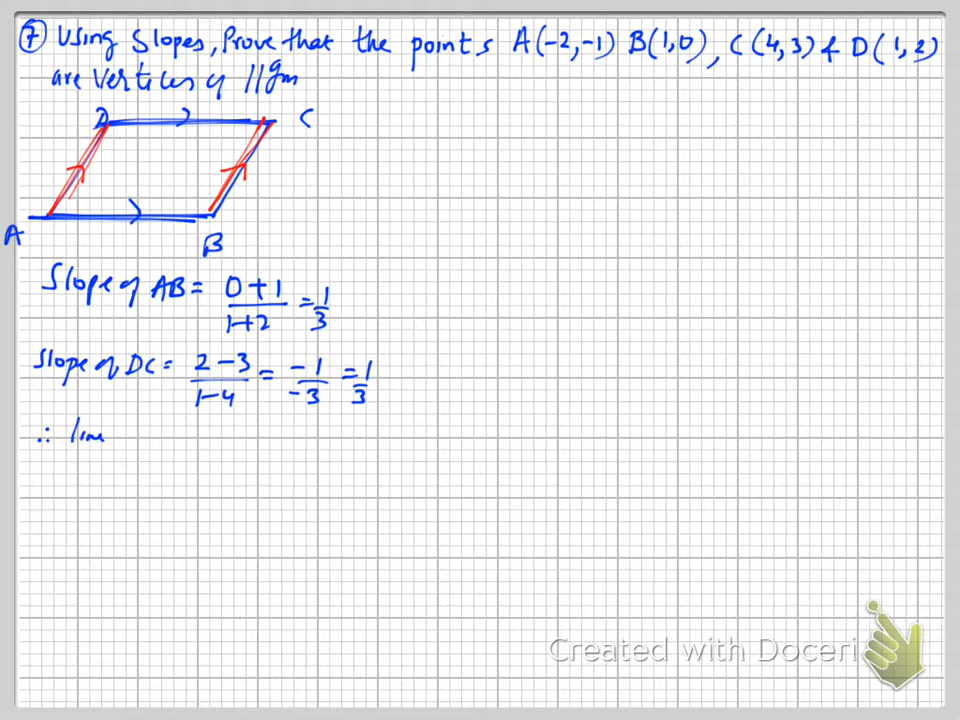 7 Using Slopes, Prove that the points A(-2,-1) B(1,0), C(4,3) & D(1,2)
are Vertices of ||gm
D C
A B
Slope of AB = 0+1/1+2 = 1/3
Slope of DC = 2-3/1-4 = -1/-3 = 1/3
∴ line
Created with Doceri